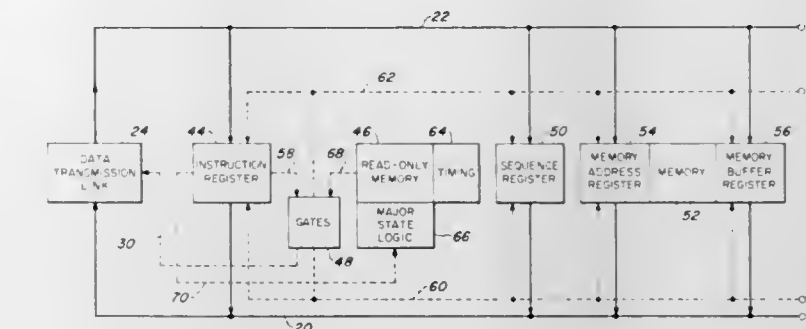 22
62
24
44
58
68
46
64
50
54
56
DATA
TRANSMISSION
LINK
INSTRUCTION
REGISTER
READ-ONLY
MEMORY
TIMING
SEQUENCE
REGISTER
MEMORY
ADDRESS
REGISTER
MEMORY
MEMORY
BUFFER
REGISTER
GATES
MAJOR
STATE
LOGIC
52
66
30
48
70
60
20